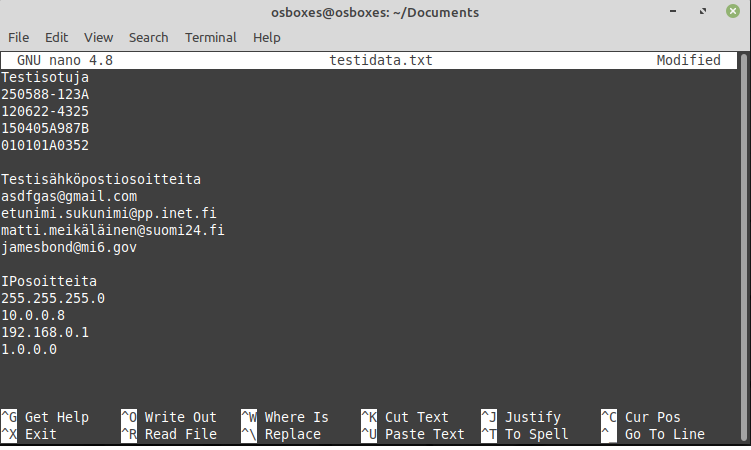 osboxes@osboxes: ~/Documents
File Edit View Search Terminal Help
GNU nano 4.8 testidata.txt Modified
Testisotuja
250588-123A
120622-4325
150405A987B
010101A0352
Testisähköpostiosoitteita
asdfgas@gmail.com
etunimi.sukunimi@pp.inet.fi
matti.meikäläinen@suomi24.fi
jamesbond@mi6.gov
IPosoitteita
255.255.255.0
10.0.0.8
192.168.0.1
1.0.0.0
^G Get Help ^O Write Out ^W Where Is ^K Cut Text ^J Justify ^C Cur Pos
^X Exit ^R Read File ^\ Replace ^U Paste Text ^T To Spell ^_ Go To Line